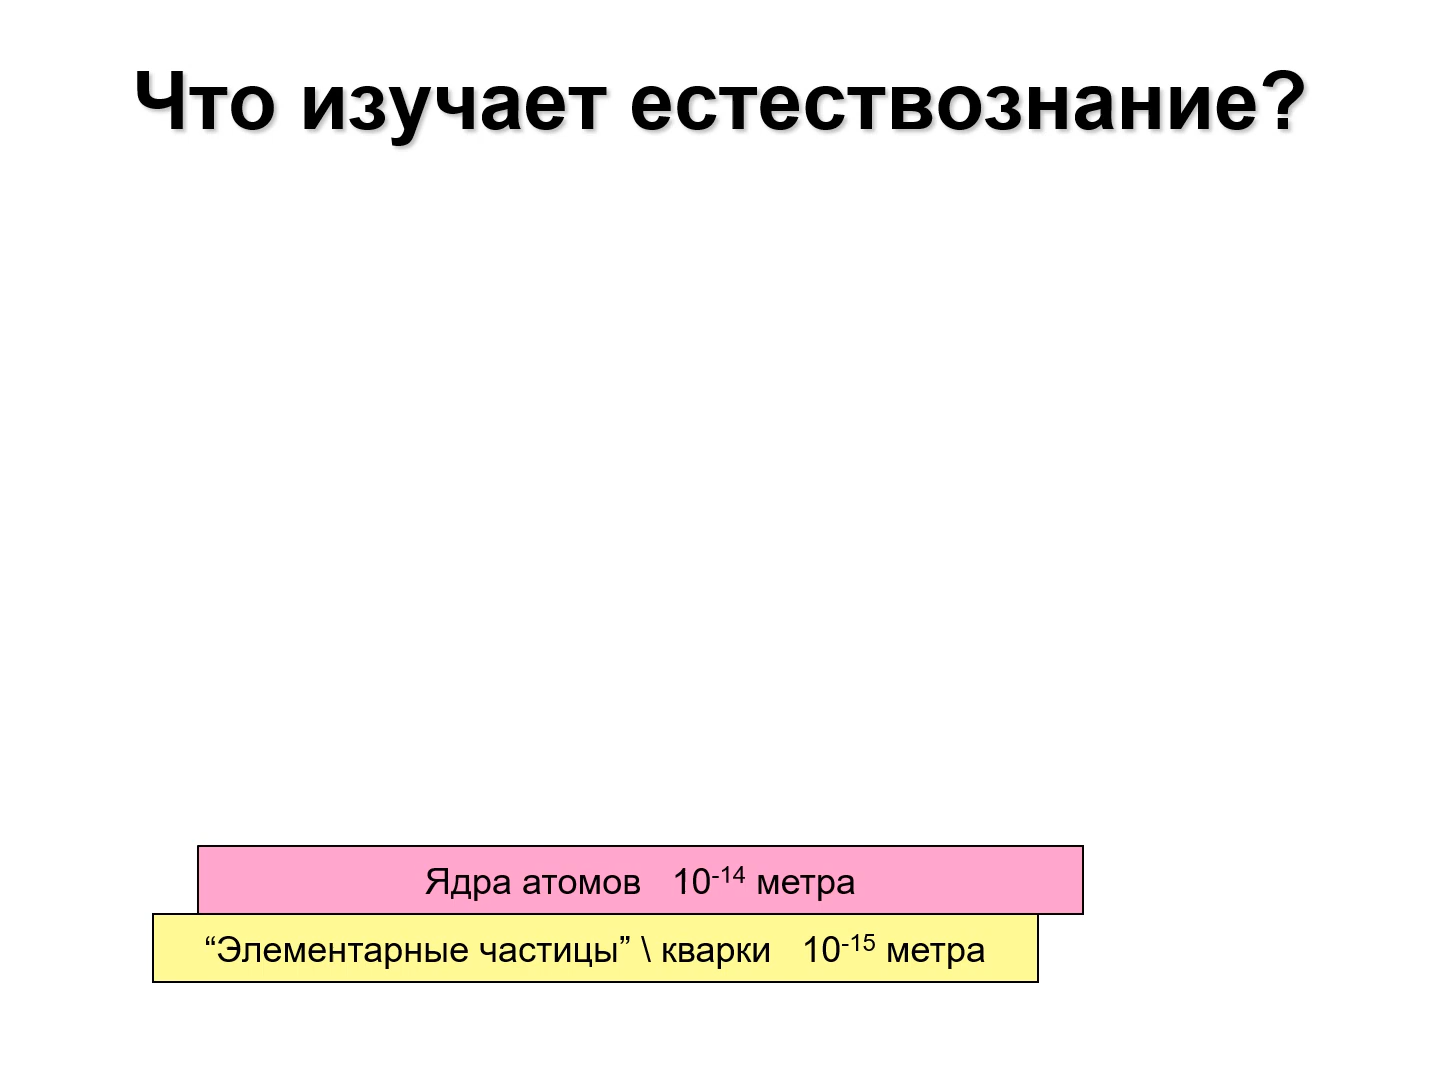 Что изучает естествознание?
Ядра атомов 10⁻¹⁴ метра
“Элементарные частицы” \ кварки 10⁻¹⁵ метра